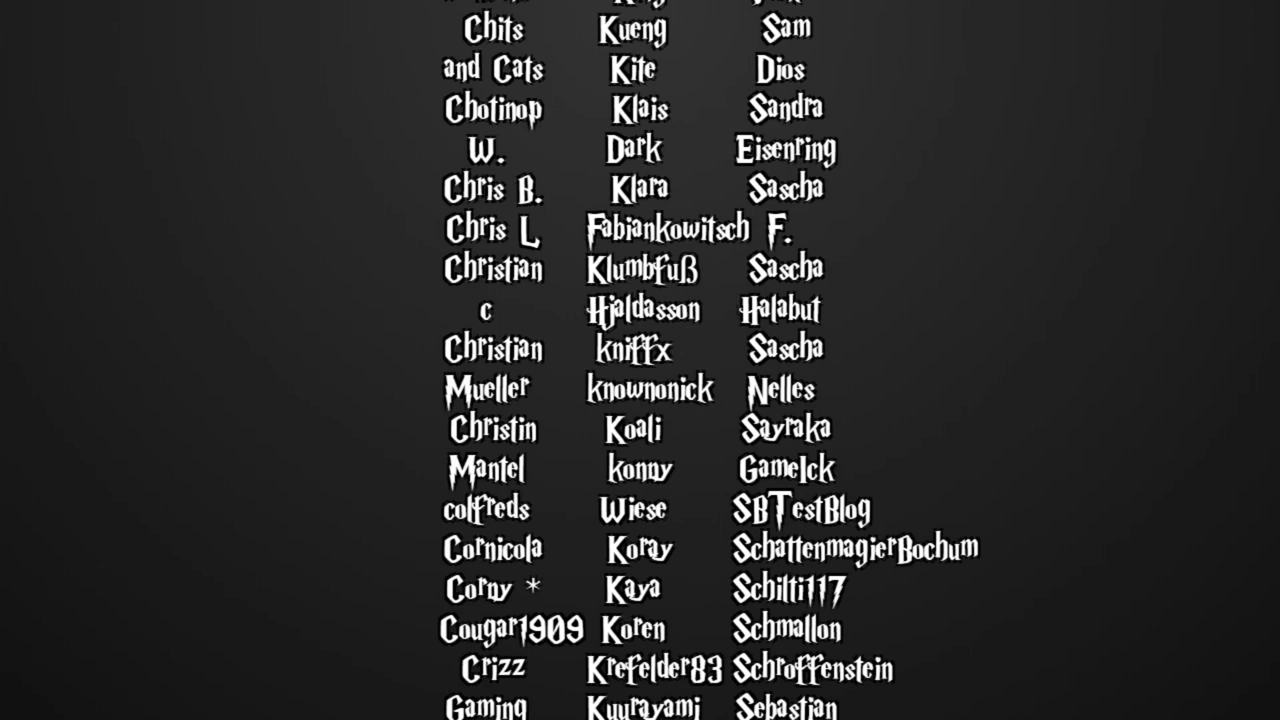 Chits Kueng Sam
and Cats Kite Dios
Chotinop Klais Sandra
W. Dark Eisenring
Chris B. Klara Sascha
Chris L Fabiankowitsch F.
Christian Klumbfuß Sascha
c Hjaldasson Halabut
Christian kniffx Sascha
Mueller knownonick Nelles
Christin Koali Sayraka
Mantel konny GameIck
colfreds Wiese SBTestBlog
Cornicola Koray SchattenmagierBochum
Corny * Kaya Schilti117
Cougar1909 Koren Schmallon
Crizz Krefelder83 Schroffenstein
Gaming Kuurayami Sebastian